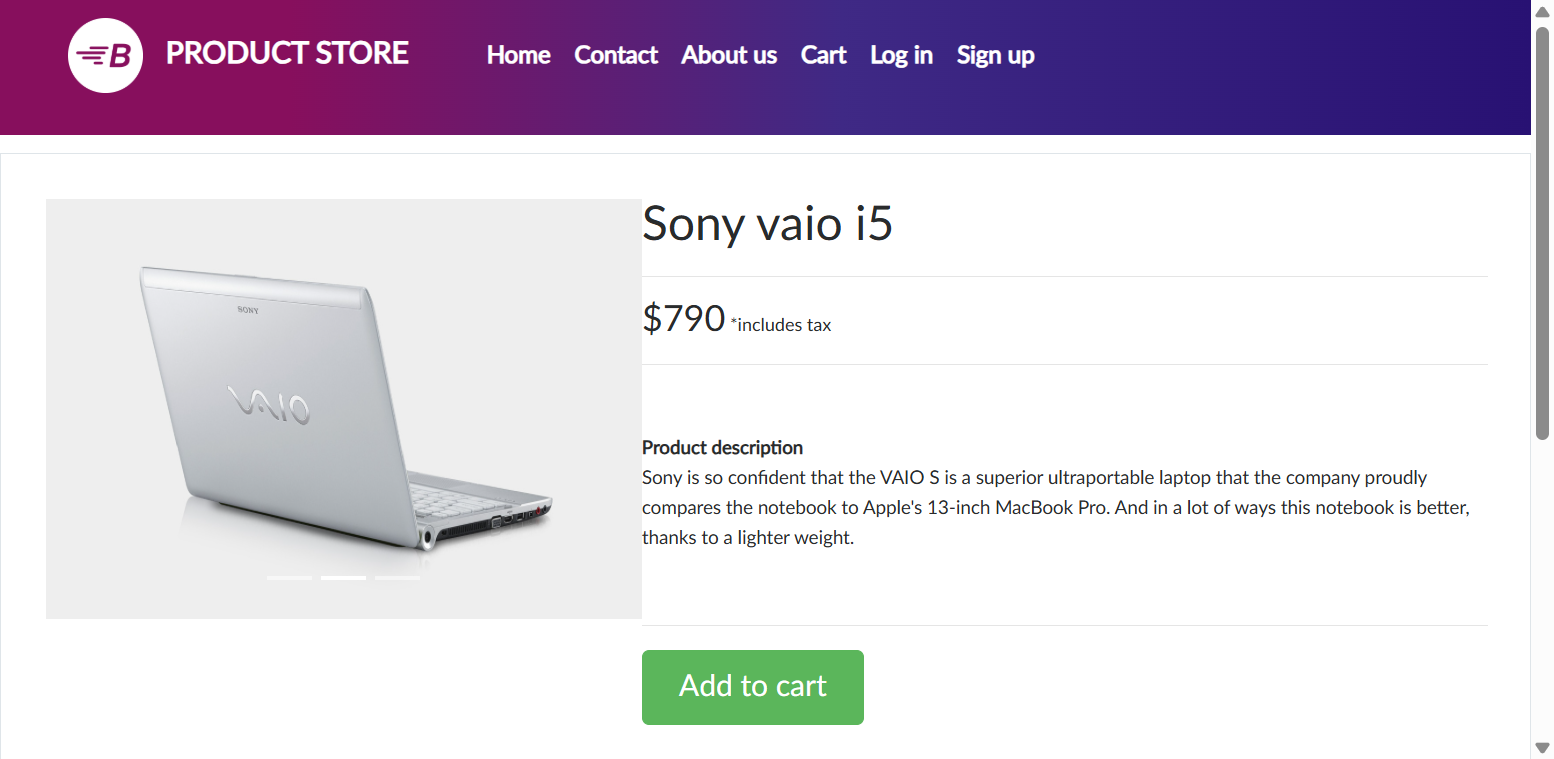 B PRODUCT STORE Home Contact About us Cart Log in Sign up
Sony vaio i5
SONY
VAIO
$790 *includes tax
Product description
Sony is so confident that the VAIO S is a superior ultraportable laptop that the company proudly
compares the notebook to Apple's 13-inch MacBook Pro. And in a lot of ways this notebook is better,
thanks to a lighter weight.
Add to cart